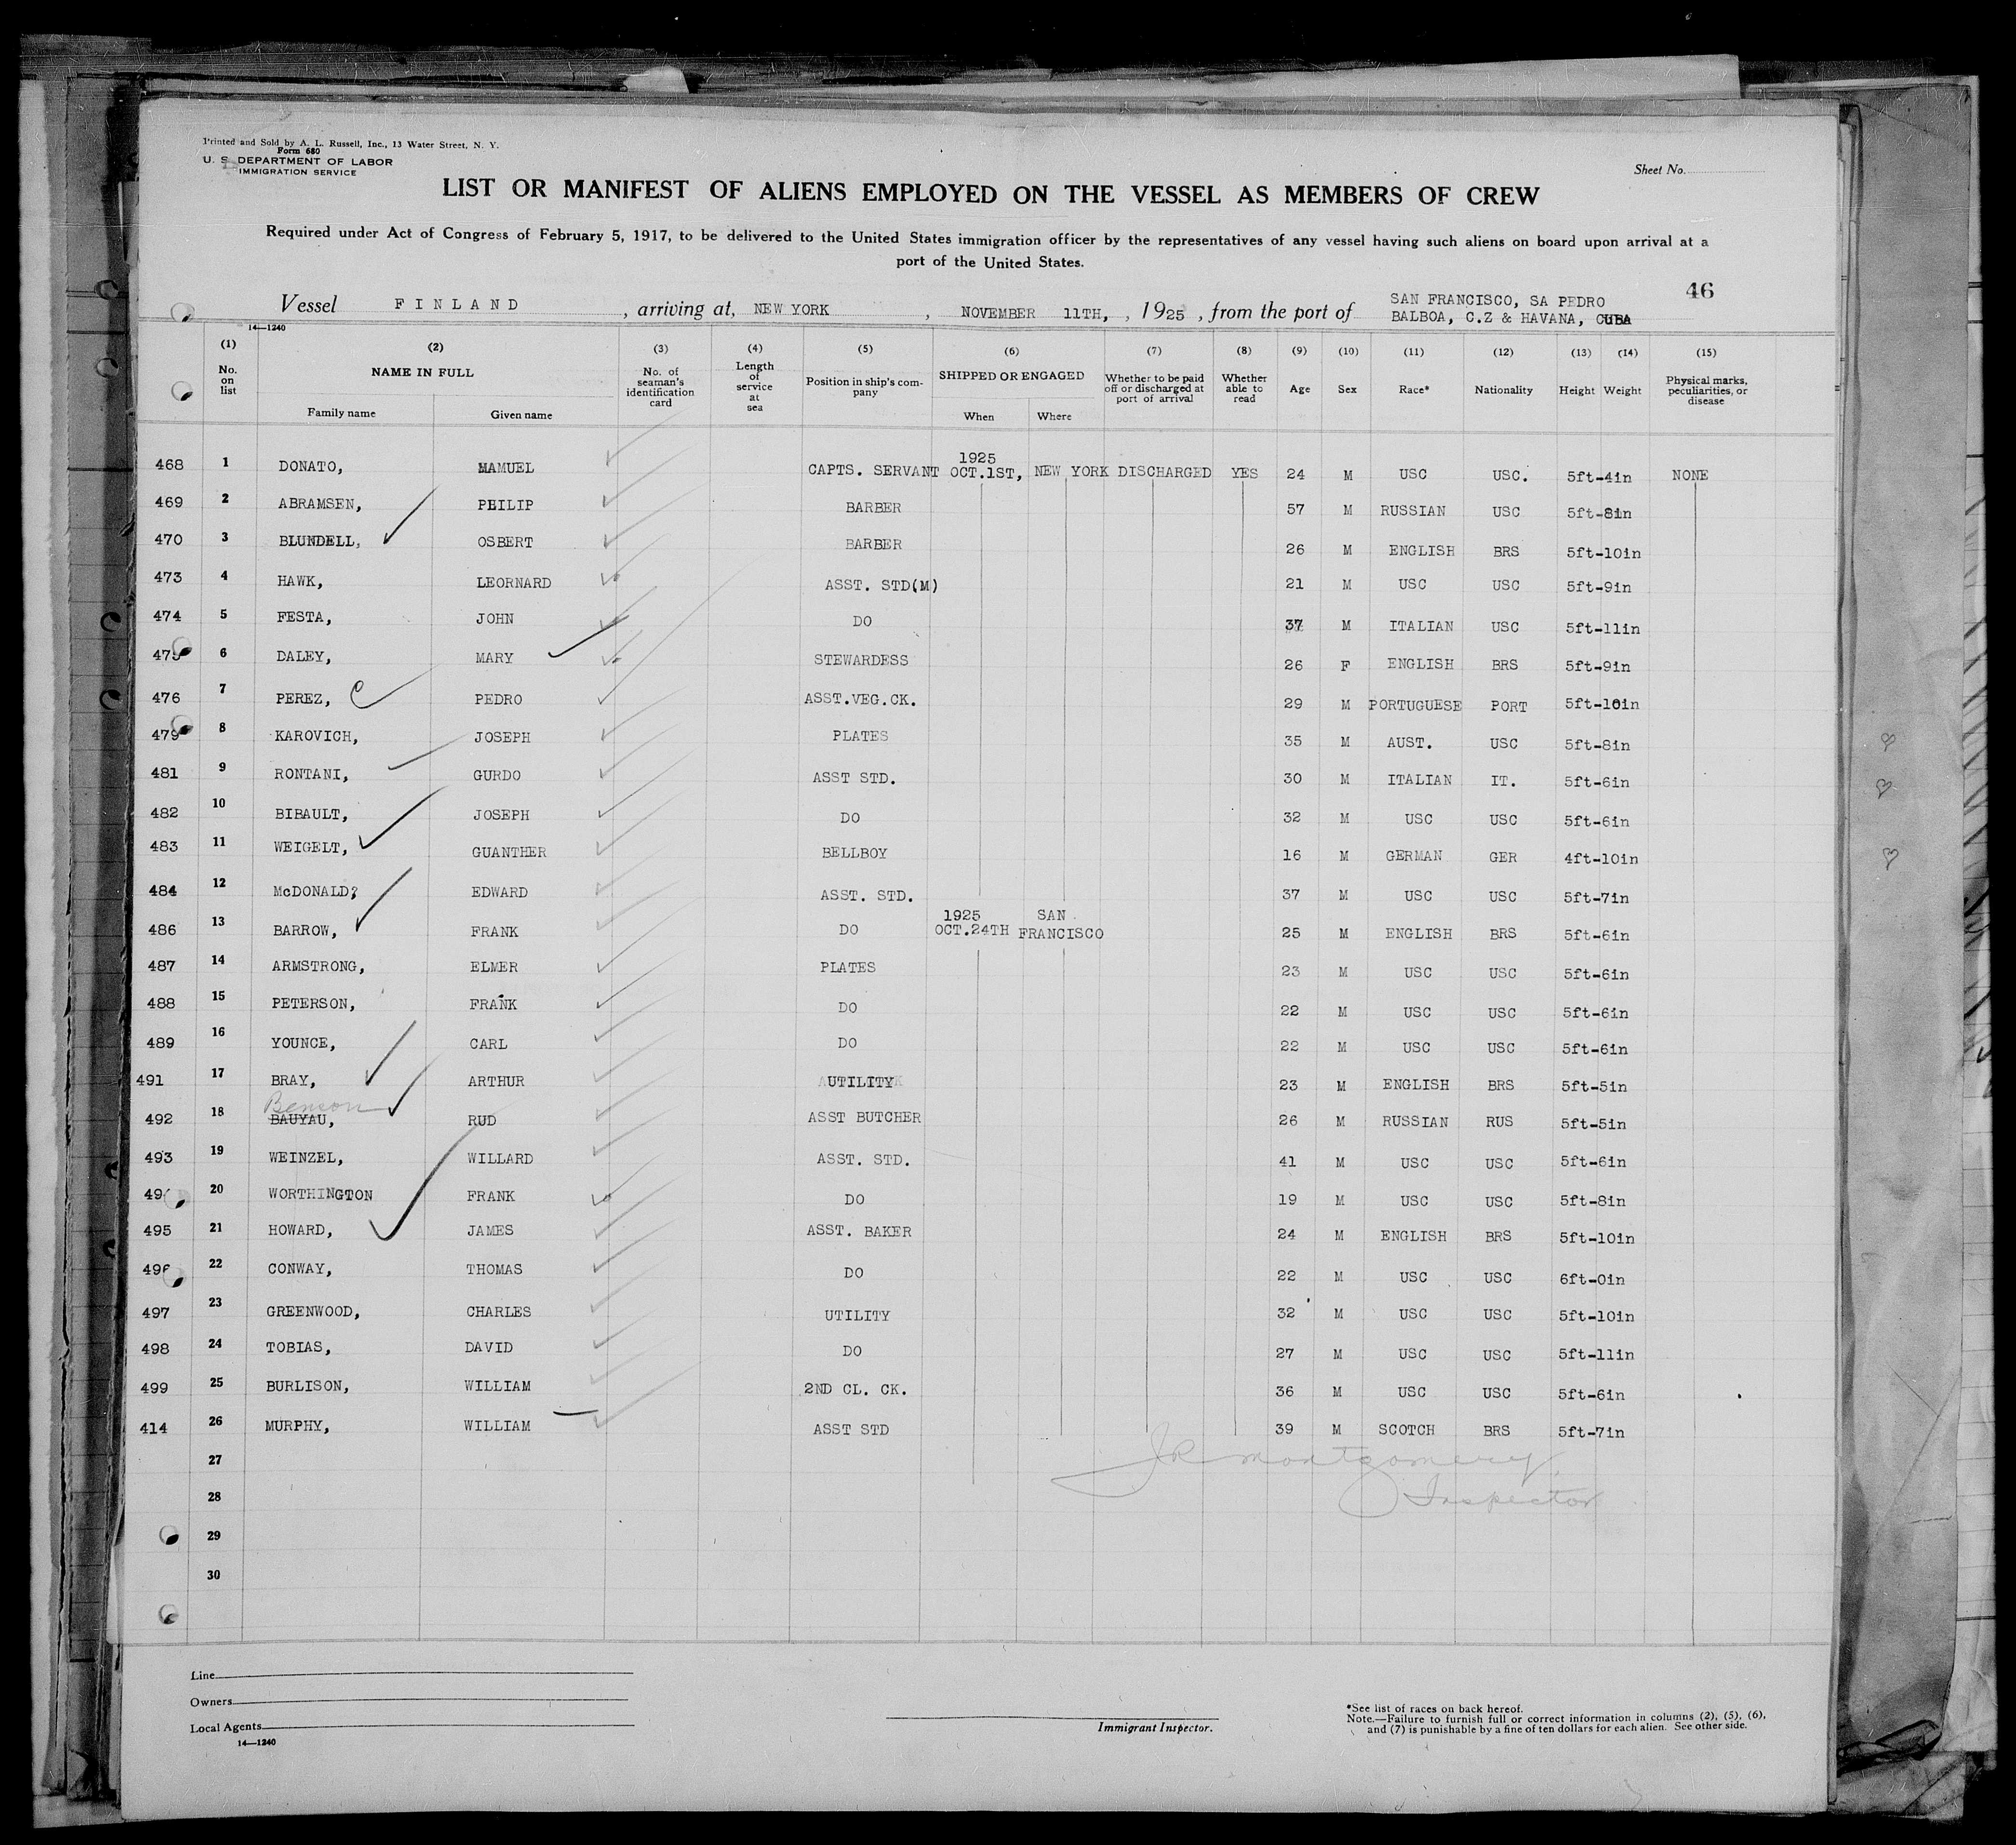 Printed and Sold by A. L. Russell, Inc., 13 Water Street, N. Y.
Form 680
U. S. DEPARTMENT OF LABOR
IMMIGRATION SERVICE
Sheet No.
LIST OR MANIFEST OF ALIENS EMPLOYED ON THE VESSEL AS MEMBERS OF CREW
Required under Act of Congress of February 5, 1917, to be delivered to the United States immigration officer by the representatives of any vessel having such aliens on board upon arrival at a
port of the United States.
46
Vessel FINLAND, arriving at, NEW YORK, NOVEMBER 11TH, , 1925, from the port of SAN FRANCISCO, SA PEDRO
BALBOA, C.Z & HAVANA, CUBA
14—1240
(1) No. on list
(2) NAME IN FULL
Family name Given name
(3) No. of seaman's identification card
(4) Length of service at sea
(5) Position in ship's company
(6) SHIPPED OR ENGAGED
When Where
(7) Whether to be paid off or discharged at port of arrival
(8) Whether able to read
(9) Age
(10) Sex
(11) Race*
(12) Nationality
(13) Height
(14) Weight
(15) Physical marks, peculiarities, or disease
1925
468 1 DONATO, MAMUEL CAPTS. SERVANT OCT.1ST, NEW YORK DISCHARGED YES 24 M USC USC. 5ft-4in NONE
469 2 ABRAMSEN, PHILIP BARBER 57 M RUSSIAN USC 5ft-8in
470 3 BLUNDELL, OSBERT BARBER 26 M ENGLISH BRS 5ft-10in
473 4 HAWK, LEORNARD ASST. STD(M) 21 M USC USC 5ft-9in
474 5 FESTA, JOHN DO 37 M ITALIAN USC 5ft-11in
475 6 DALEY, MARY STEWARDESS 26 F ENGLISH BRS 5ft-9in
476 7 PEREZ, PEDRO ASST.VEG.CK. 29 M PORTUGUESE PORT 5ft-10in
479 8 KAROVICH, JOSEPH PLATES 35 M AUST. USC 5ft-8in
481 9 RONTANI, GURDO ASST STD. 30 M ITALIAN IT. 5ft-6in
482 10 BIBAULT, JOSEPH DO 32 M USC USC 5ft-6in
483 11 WEIGELT, GUANTHER BELLBOY 16 M GERMAN GER 4ft-10in
484 12 McDONALD, EDWARD ASST. STD. 37 M USC USC 5ft-7in
1925 SAN
486 13 BARROW, FRANK DO OCT.24TH FRANCISCO 25 M ENGLISH BRS 5ft-6in
487 14 ARMSTRONG, ELMER PLATES 23 M USC USC 5ft-6in
488 15 PETERSON, FRANK DO 22 M USC USC 5ft-6in
489 16 YOUNCE, CARL DO 22 M USC USC 5ft-6in
491 17 BRAY, ARTHUR UTILITY 23 M ENGLISH BRS 5ft-5in
Benson
492 18 BAUYAU, RUD ASST BUTCHER 26 M RUSSIAN RUS 5ft-5in
493 19 WEINZEL, WILLARD ASST. STD. 41 M USC USC 5ft-6in
20 WORTHINGTON FRANK DO 19 M USC USC 5ft-8in
495 21 HOWARD, JAMES ASST. BAKER 24 M ENGLISH BRS 5ft-10in
496 22 CONWAY, THOMAS DO 22 M USC USC 6ft-0in
497 23 GREENWOOD, CHARLES UTILITY 32 M USC USC 5ft-10in
498 24 TOBIAS, DAVID DO 27 M USC USC 5ft-11in
499 25 BURLISON, WILLIAM 2ND CL. CK. 36 M USC USC 5ft-6in
414 26 MURPHY, WILLIAM ASST STD 39 M SCOTCH BRS 5ft-7in
27
JR Montgomery
28
Inspector
29
30
Line
Owners
Local Agents
14—1240
Immigrant Inspector.
*See list of races on back hereof.
Note.—Failure to furnish full or correct information in columns (2), (5), (6),
and (7) is punishable by a fine of ten dollars for each alien. See other side.